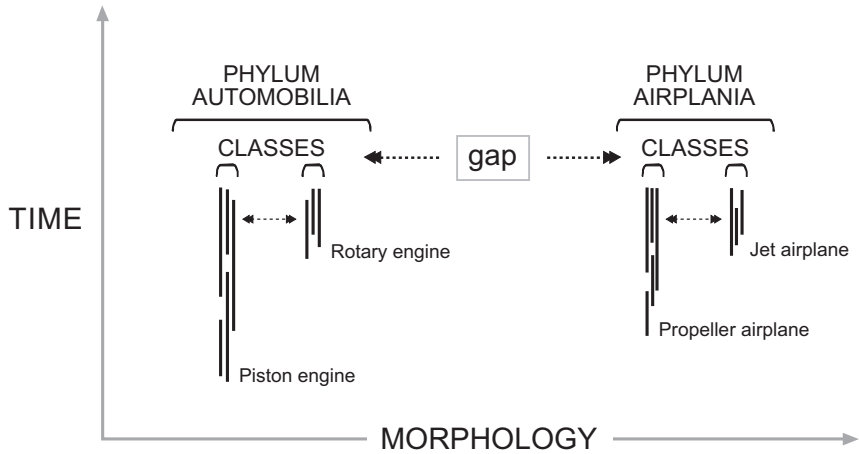 PHYLUM
AUTOMOBILIA
PHYLUM
AIRPLANIA
CLASSES
gap
CLASSES
TIME
Rotary engine
Jet airplane
Propeller airplane
Piston engine
MORPHOLOGY